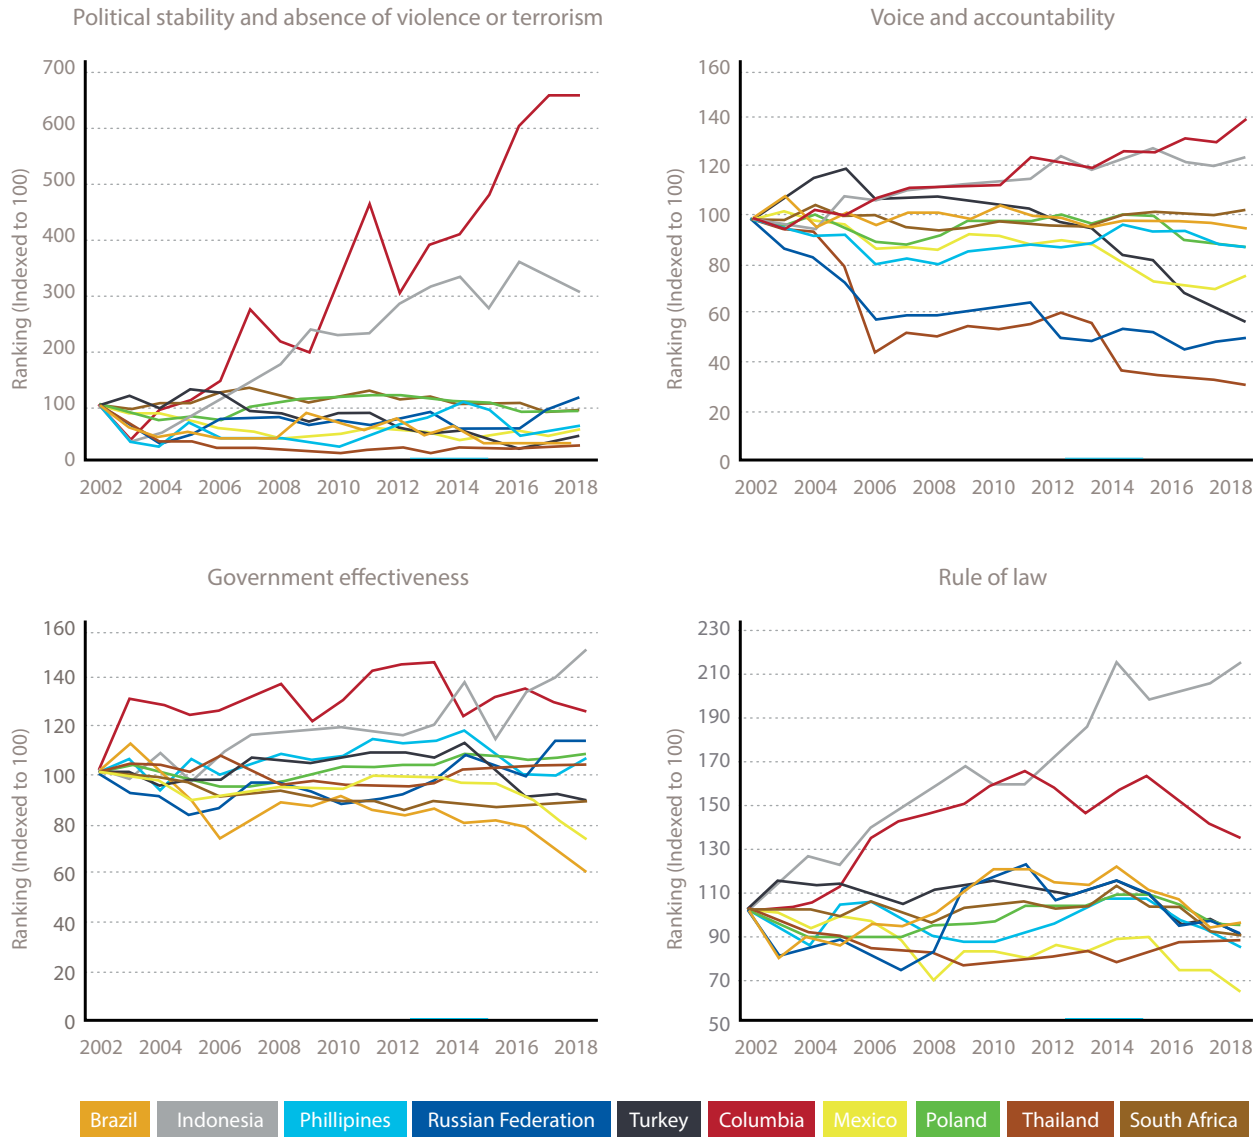 Political stability and absence of violence or terrorism
Ranking (Indexed to 100)
700
600
500
400
300
200
100
0
2002 2004 2006 2008 2010 2012 2014 2016 2018
Voice and accountability
Ranking (Indexed to 100)
160
140
120
100
80
60
40
20
0
2002 2004 2006 2008 2010 2012 2014 2016 2018
Government effectiveness
Ranking (Indexed to 100)
160
140
120
100
80
60
40
20
0
2002 2004 2006 2008 2010 2012 2014 2016 2018
Rule of law
Ranking (Indexed to 100)
230
210
190
170
150
130
110
90
70
50
2002 2004 2006 2008 2010 2012 2014 2016 2018
Brazil Indonesia Phillipines Russian Federation Turkey Columbia Mexico Poland Thailand South Africa